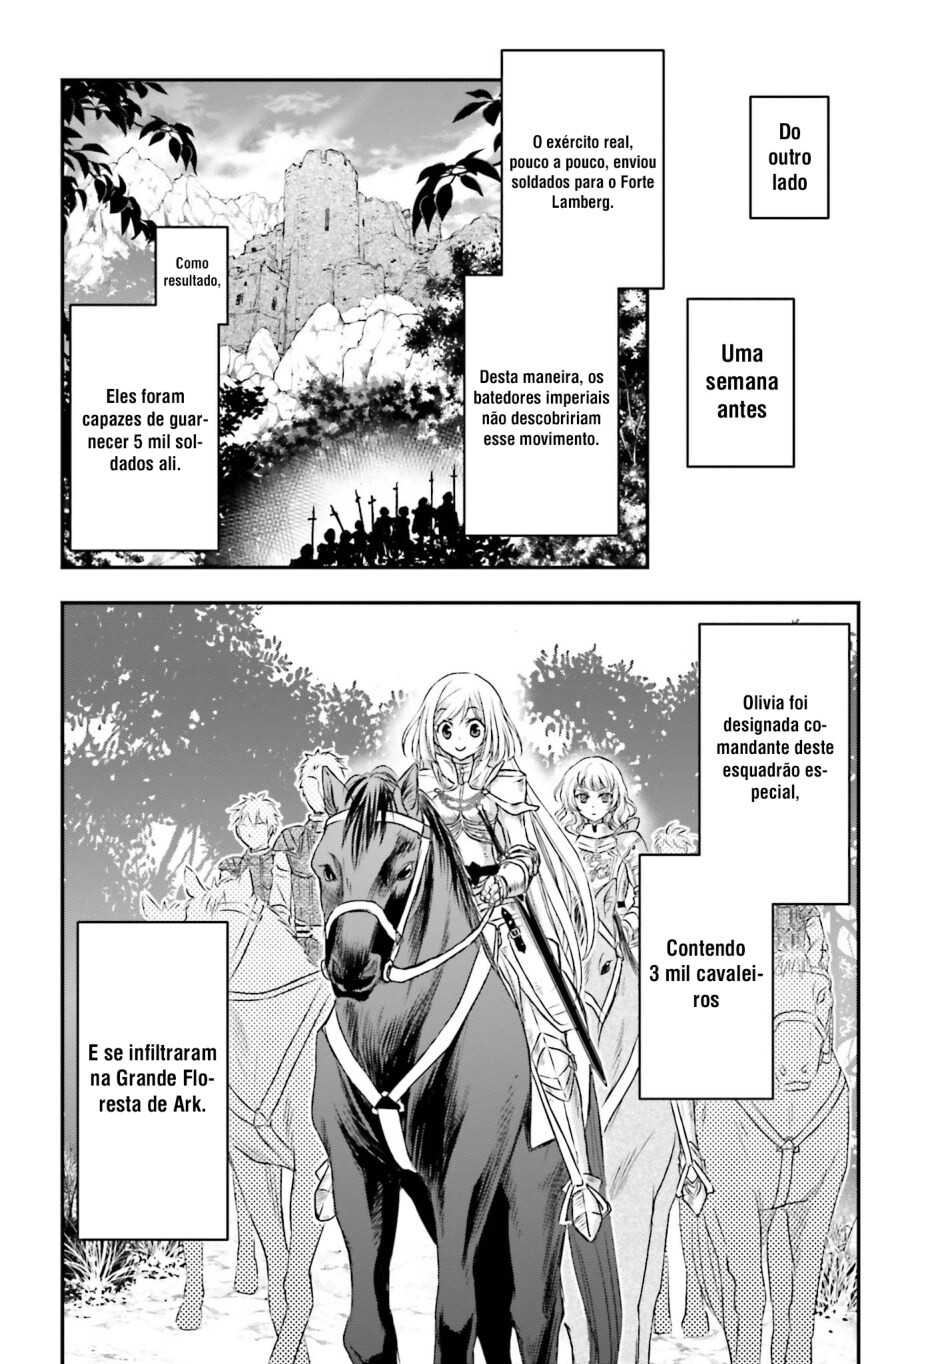 Do
outro
lado
Uma
semana
antes
O exército real,
pouco a pouco, enviou
soldados para o Forte
Lamberg.
Desta maneira, os
batedores imperiais
não descobririam
esse movimento.
Como
resultado,
Eles foram
capazes de guar-
necer 5 mil sol-
dados ali.
Olivia foi
designada co-
mandante deste
esquadrão es-
pecial,
Contendo
3 mil cavalei-
ros
E se infiltraram
na Grande Flo-
resta de Ark.